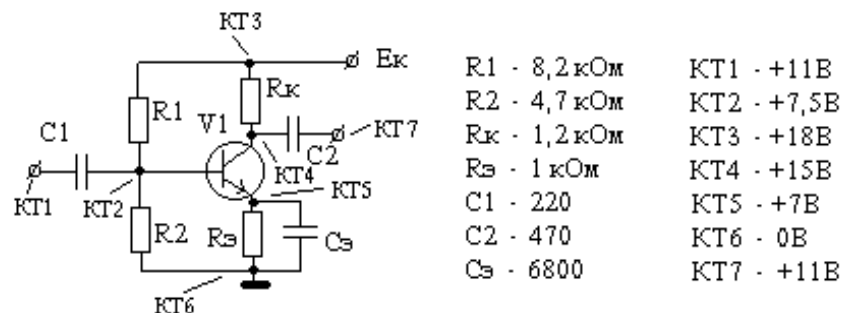 КТ3
Ек
Rк
R1
V1
C1
C2
КТ7
КТ4
КТ5
КТ1
КТ2
R2
Rэ
Cэ
КТ6
R1 - 8,2 кОм
R2 - 4,7 кОм
Rк - 1,2 кОм
Rэ - 1 кОм
C1 - 220
C2 - 470
Cэ - 6800
КТ1 - +11В
КТ2 - +7,5В
КТ3 - +18В
КТ4 - +15В
КТ5 - +7В
КТ6 - 0В
КТ7 - +11В